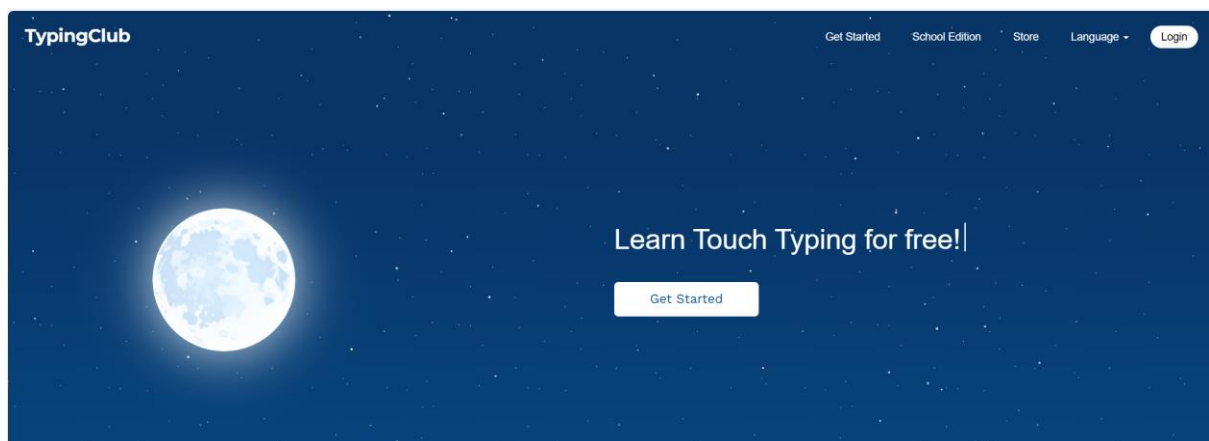 TypingClub
Get Started School Edition Store Language Login
Learn Touch Typing for free!
Get Started